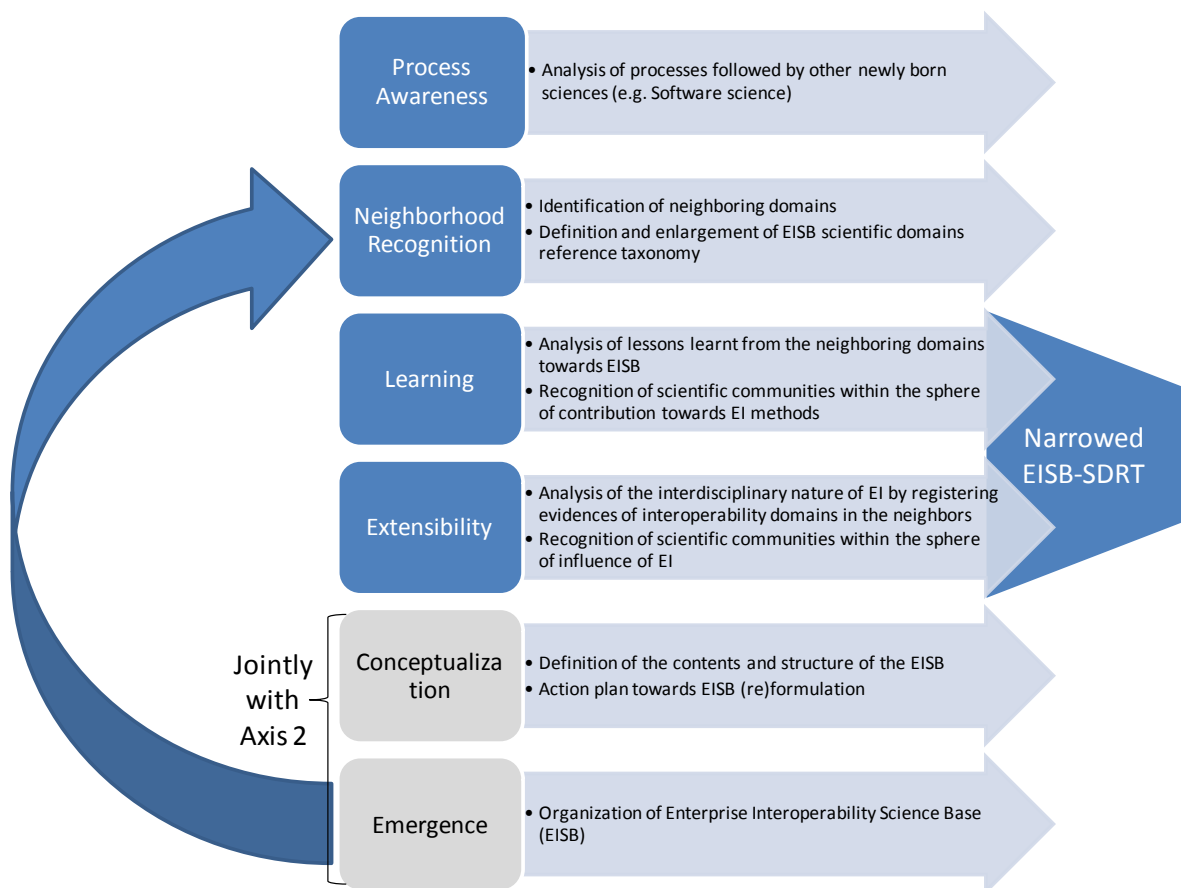 Process
Awareness
• Analysis of processes followed by other newly born
sciences (e.g. Software science)
Neighborhood
Recognition
• Identification of neighboring domains
• Definition and enlargement of EISB scientific domains
reference taxonomy
Learning
• Analysis of lessons learnt from the neighboring domains
towards EISB
• Recognition of scientific communities within the sphere
of contribution towards EI methods
Narrowed
EISB-SDRT
Extensibility
• Analysis of the interdisciplinary nature of EI by registering
evidences of interoperability domains in the neighbors
• Recognition of scientific communities within the sphere
of influence of EI
Jointly
with
Axis 2
Conceptualiza
tion
• Definition of the contents and structure of the EISB
• Action plan towards EISB (re)formulation
Emergence
• Organization of Enterprise Interoperability Science Base
(EISB)